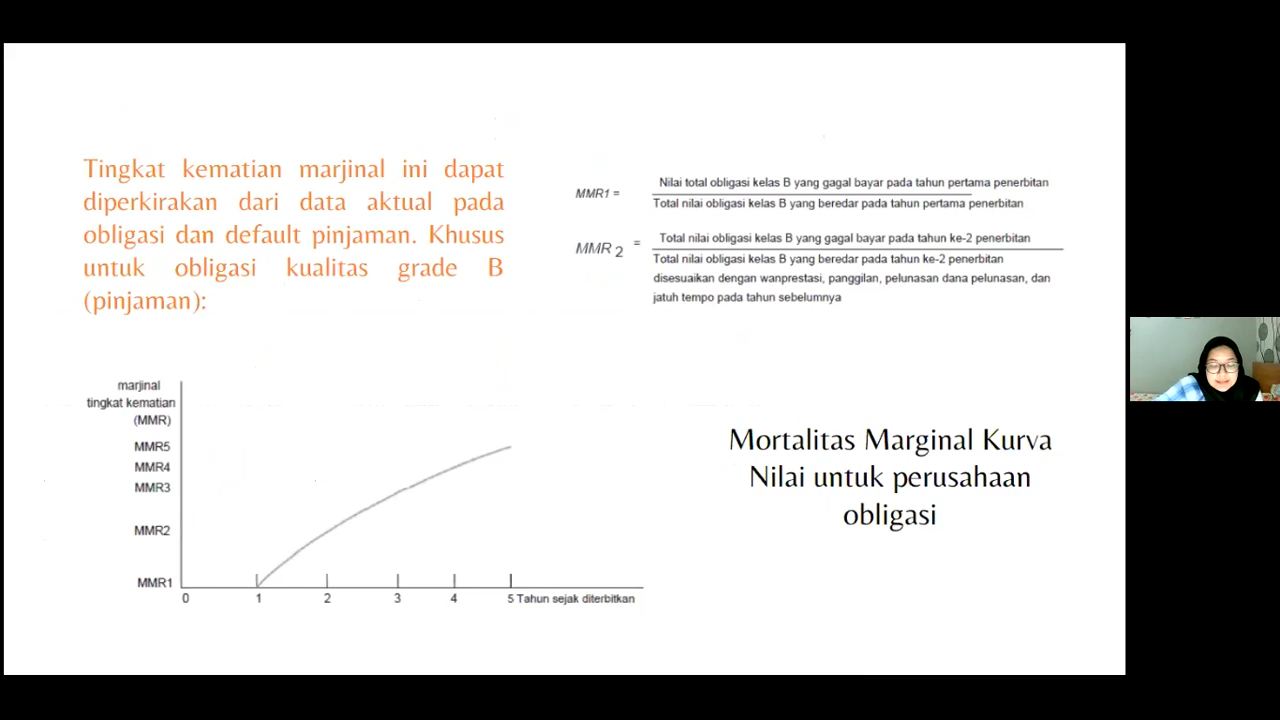 Tingkat kematian marjinal ini dapat
diperkirakan dari data aktual pada
obligasi dan default pinjaman. Khusus
untuk obligasi kualitas grade B
(pinjaman):
MMR1 =
Nilai total obligasi kelas B yang gagal bayar pada tahun pertama penerbitan
Total nilai obligasi kelas B yang beredar pada tahun pertama penerbitan
MMR 2 =
Total nilai obligasi kelas B yang gagal bayar pada tahun ke-2 penerbitan
Total nilai obligasi kelas B yang beredar pada tahun ke-2 penerbitan
disesuaikan dengan wanprestasi, panggilan, pelunasan dana pelunasan, dan
jatuh tempo pada tahun sebelumnya
marjinal
tingkat kematian
(MMR)
MMR5
MMR4
MMR3
MMR2
MMR1
0 1 2 3 4 5 Tahun sejak diterbitkan
Mortalitas Marginal Kurva
Nilai untuk perusahaan
obligasi